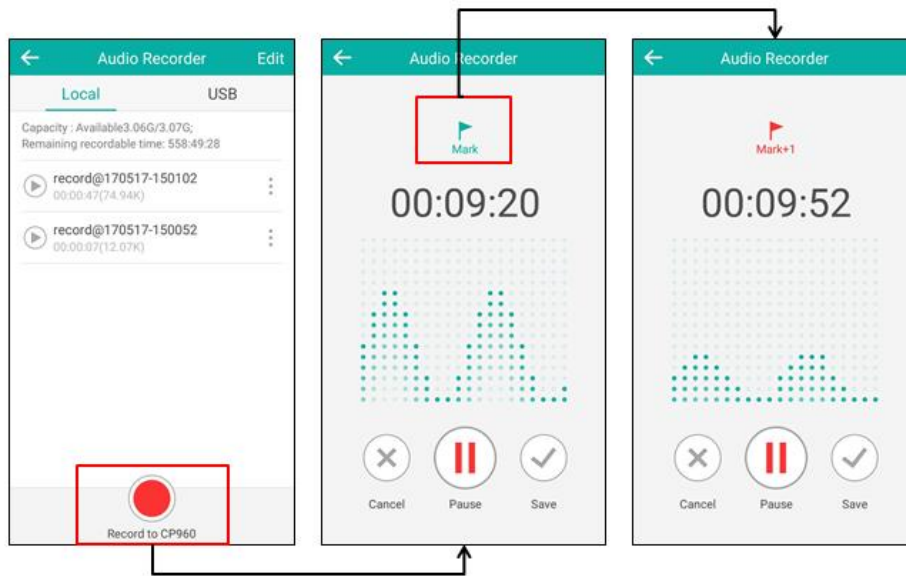 Audio Recorder
Edit
Local
USB
Capacity : Available3.06G/3.07G;
Remaining recordable time: 558:49:28
record@170517-150102
00:00:47(74.94K)
record@170517-150052
00:00:07(12.07K)
Record to CP960
Audio Recorder
Mark
00:09:20
Cancel
Pause
Save
Audio Recorder
Mark+1
00:09:52
Cancel
Pause
Save